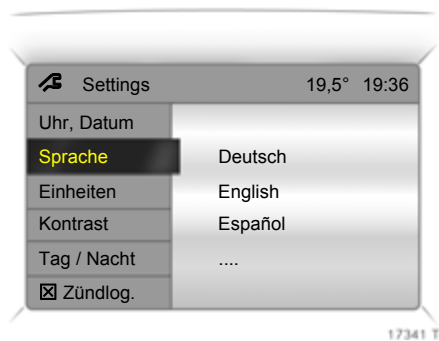 Settings 19,5° 19:36
Uhr, Datum
Sprache Deutsch
Einheiten English
Kontrast Español
Tag / Nacht ....
☒ Zündlog.
17341 T